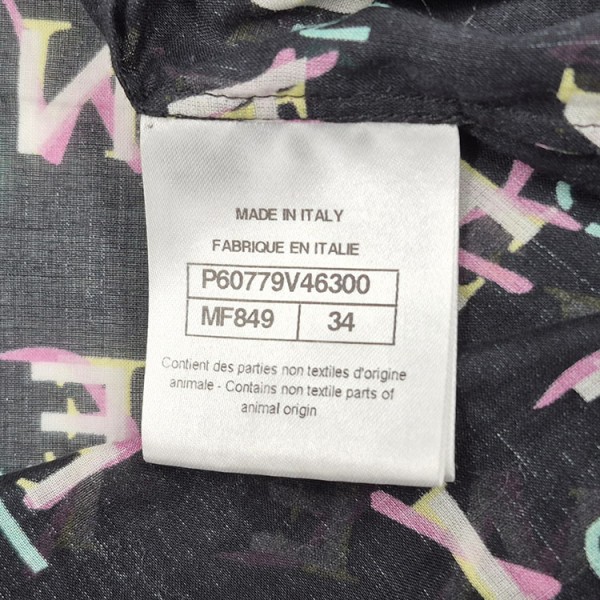 MADE IN ITALY
FABRIQUE EN ITALIE
P60779V46300
MF849 34
Contient des parties non textiles d'origine
animale - Contains non textile parts of
animal origin